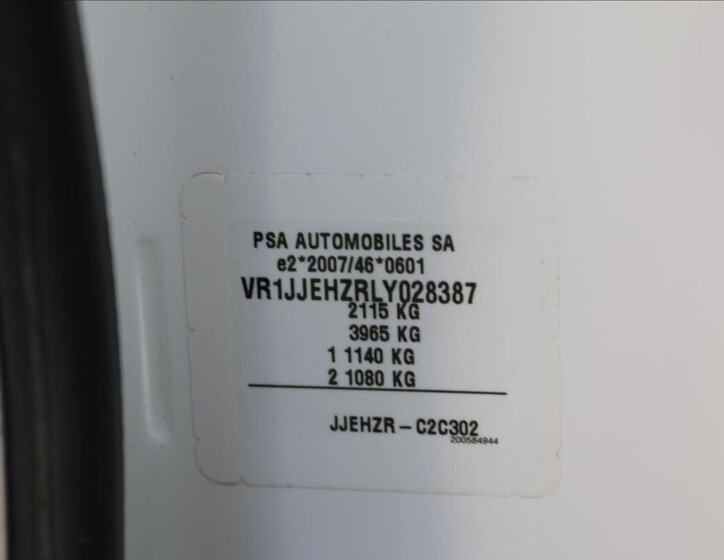 PSA AUTOMOBILES SA
e2*2007/46*0601
VR1JJEHZRLY028387
2115 KG
3965 KG
1 1140 KG
2 1080 KG
JJEHZR – C2C302
200584944